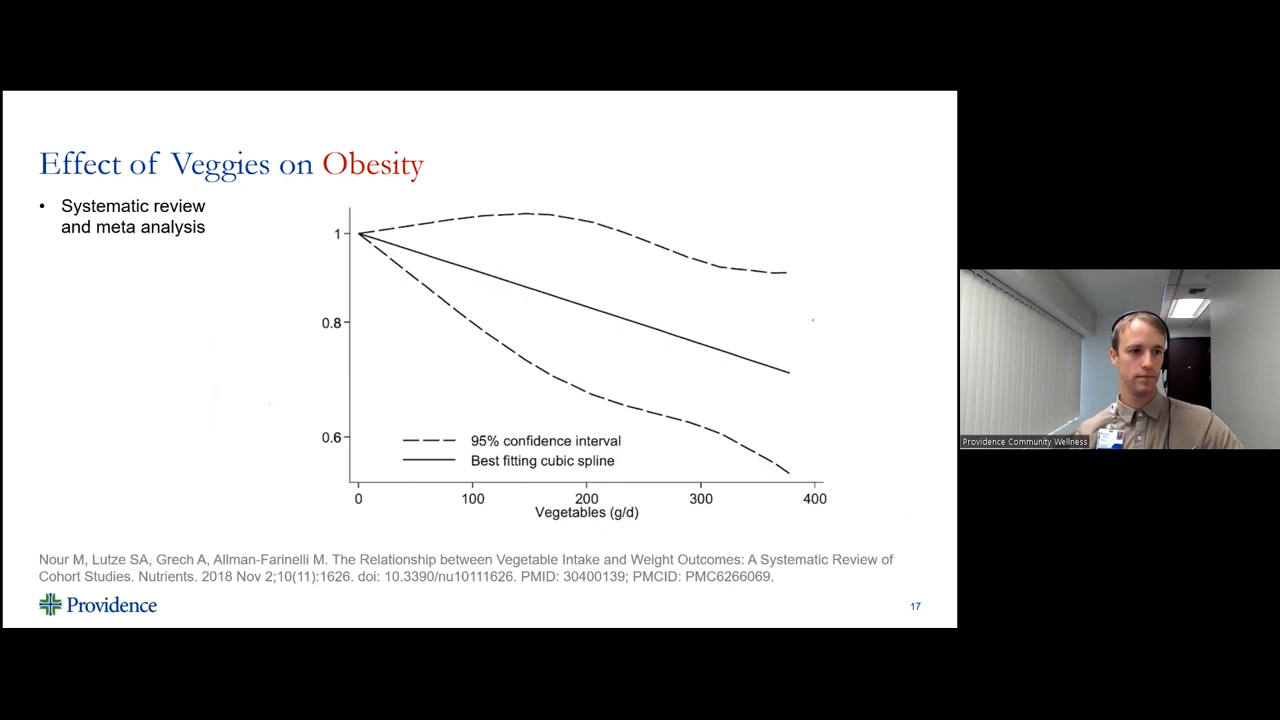 Effect of Veggies on Obesity
• Systematic review
and meta analysis
1
0.8
0.6
95% confidence interval
Best fitting cubic spline
0
100
200
300
400
Vegetables (g/d)
Nour M, Lutze SA, Grech A, Allman-Farinelli M. The Relationship between Vegetable Intake and Weight Outcomes: A Systematic Review of
Cohort Studies. Nutrients. 2018 Nov 2;10(11):1626. doi: 10.3390/nu10111626. PMID: 30400139; PMCID: PMC6266069.
Providence
17
Providence Community Wellness